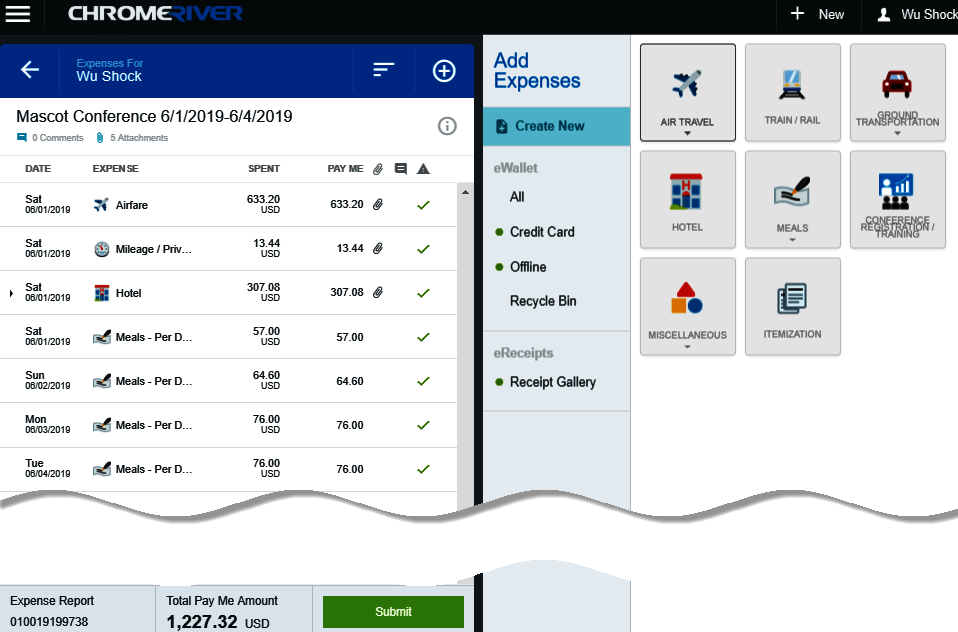 CHROMERIVER
New
Wu Shock
Expenses For
Wu Shock
Mascot Conference 6/1/2019-6/4/2019
0 Comments 5 Attachments
DATE EXPENSE SPENT PAY ME
Sat
06/01/2019 Airfare 633.20 USD 633.20
Sat
06/01/2019 Mileage / Priv... 13.44 USD 13.44
Sat
06/01/2019 Hotel 307.08 USD 307.08
Sat
06/01/2019 Meals - Per D... 57.00 USD 57.00
Sun
06/02/2019 Meals - Per D... 64.60 USD 64.60
Mon
06/03/2019 Meals - Per D... 76.00 USD 76.00
Tue
06/04/2019 Meals - Per D... 76.00 USD 76.00
Expense Report
010019199738
Total Pay Me Amount
1,227.32 USD
Submit
Add
Expenses
Create New
eWallet
All
Credit Card
Offline
Recycle Bin
eReceipts
Receipt Gallery
AIR TRAVEL
TRAIN / RAIL
GROUND
TRANSPORTATION
HOTEL
MEALS
CONFERENCE
REGISTRATION /
TRAINING
MISCELLANEOUS
ITEMIZATION